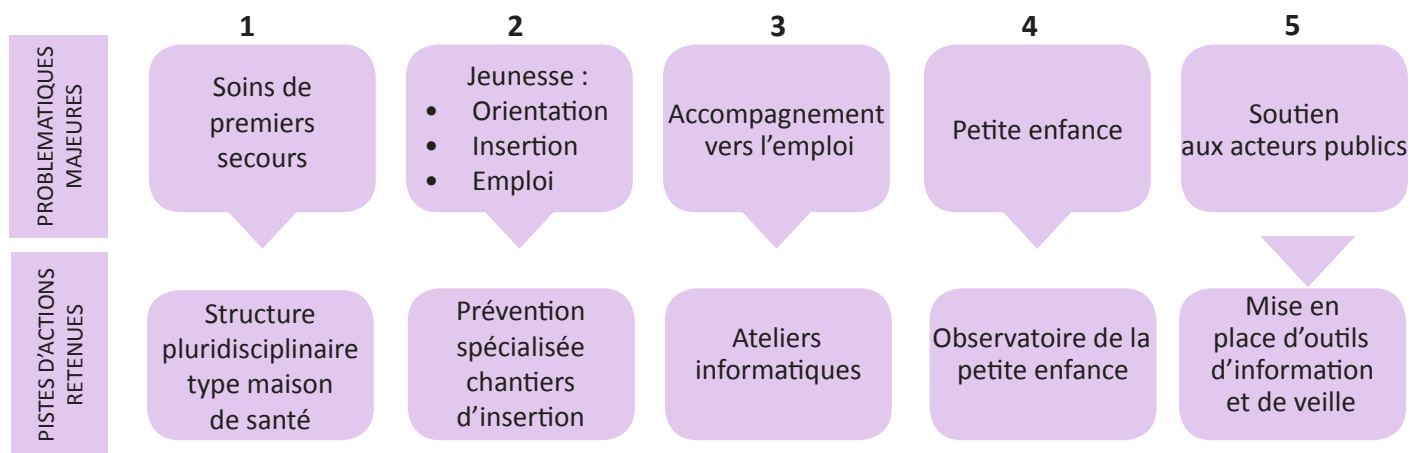 1
2
3
4
5
PROBLEMATIQUES
MAJEURES
Soins de
premiers
secours
Jeunesse :
• Orientation
• Insertion
• Emploi
Accompagnement
vers l’emploi
Petite enfance
Soutien
aux acteurs publics
PISTES D’ACTIONS
RETENUES
Structure
pluridisciplinaire
type maison
de santé
Prévention
spécialisée
chantiers
d’insertion
Ateliers
informatiques
Observatoire de la
petite enfance
Mise en
place d’outils
d’information
et de veille